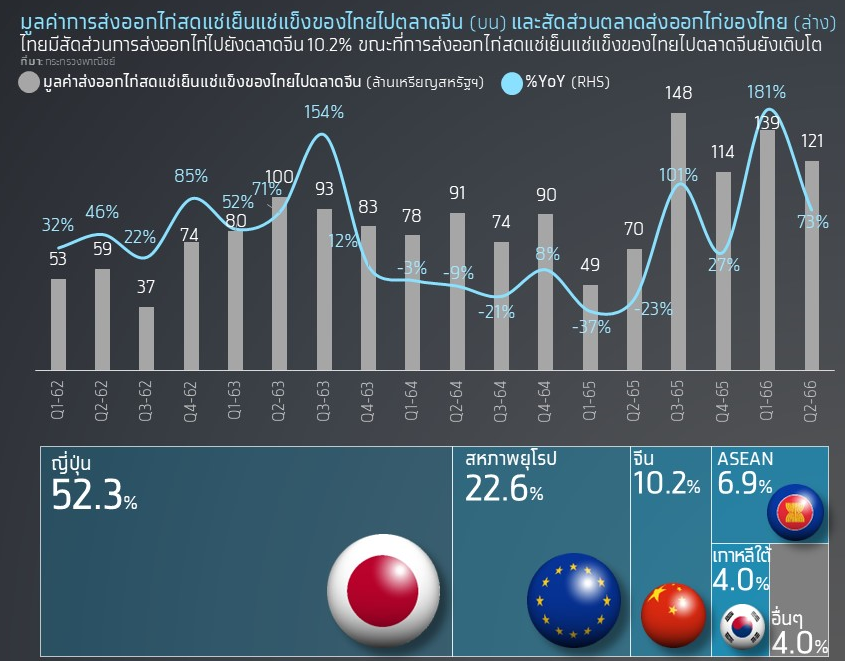 มูลค่าการส่งออกไก่สดแช่เย็นแช่แข็งของไทยไปตลาดจีน (บน) และสัดส่วนตลาดส่งออกไก่ของไทย (ล่าง)
ไทยมีสัดส่วนการส่งออกไก่ไปยังตลาดจีน 10.2% ขณะที่การส่งออกไก่สดแช่เย็นแช่แข็งของไทยไปตลาดจีนยังเติบโต
ที่มา: กระทรวงพาณิชย์
มูลค่าส่งออกไก่สดแช่เย็นแช่แข็งของไทยไปตลาดจีน (ล้านเหรียญสหรัฐฯ) %YoY (RHS)
32% 46% 22% 85% 52% 71% 154% 12% -3% -9% -21% 8% -37% -23% 101% 27% 181% 73%
53 59 37 74 80 100 93 83 78 91 74 90 49 70 148 114 139 121
Q1-62 Q2-62 Q3-62 Q4-62 Q1-63 Q2-63 Q3-63 Q4-63 Q1-64 Q2-64 Q3-64 Q4-64 Q1-65 Q2-65 Q3-65 Q4-65 Q1-66 Q2-66
ญี่ปุ่น
52.3%
สหภาพยุโรป
22.6%
จีน
10.2%
ASEAN
6.9%
เกาหลีใต้
4.0%
อื่นๆ
4.0%